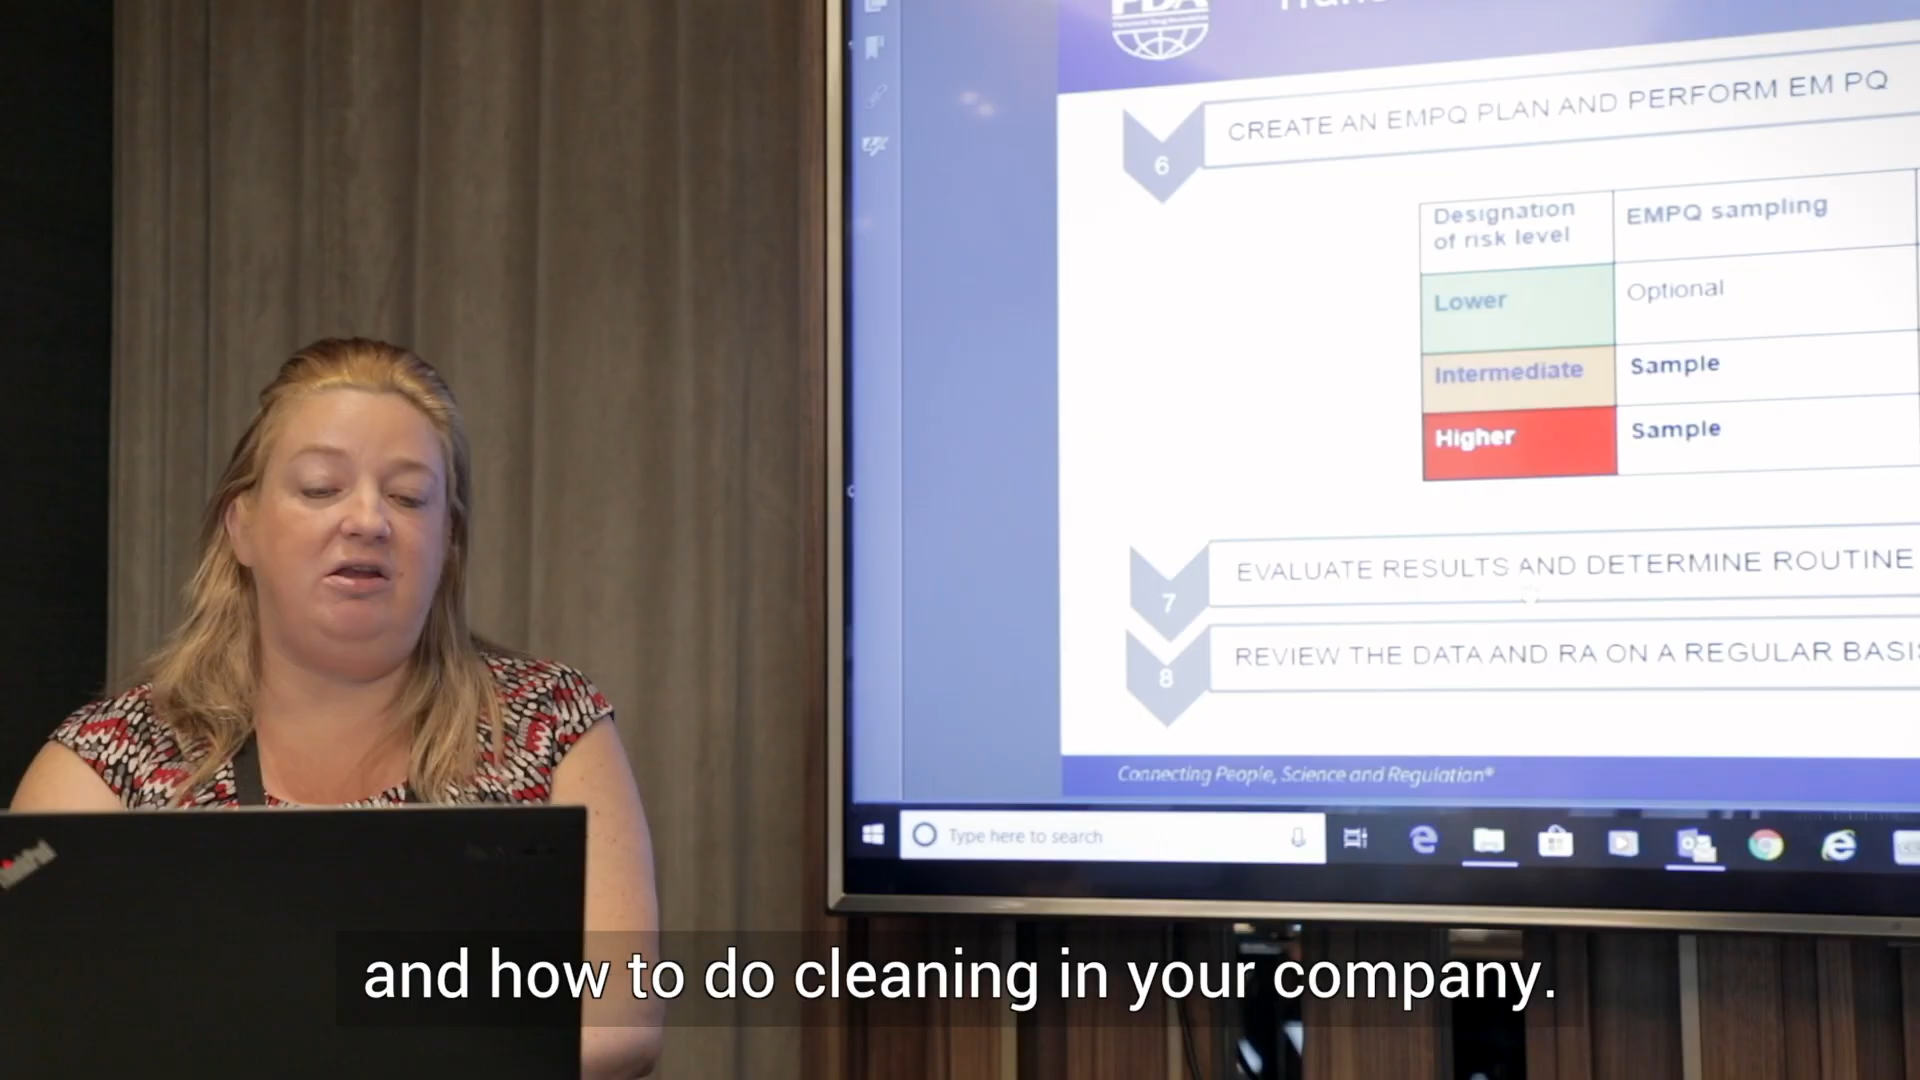 PDA
CREATE AN EMPQ PLAN AND PERFORM EM PQ
6
Designation
of risk level
EMPQ sampling
Lower
Optional
Intermediate
Sample
Higher
Sample
EVALUATE RESULTS AND DETERMINE ROUTINE
7
REVIEW THE DATA AND RA ON A REGULAR BASIS
8
Connecting People, Science and Regulation®
Type here to search
and how to do cleaning in your company.